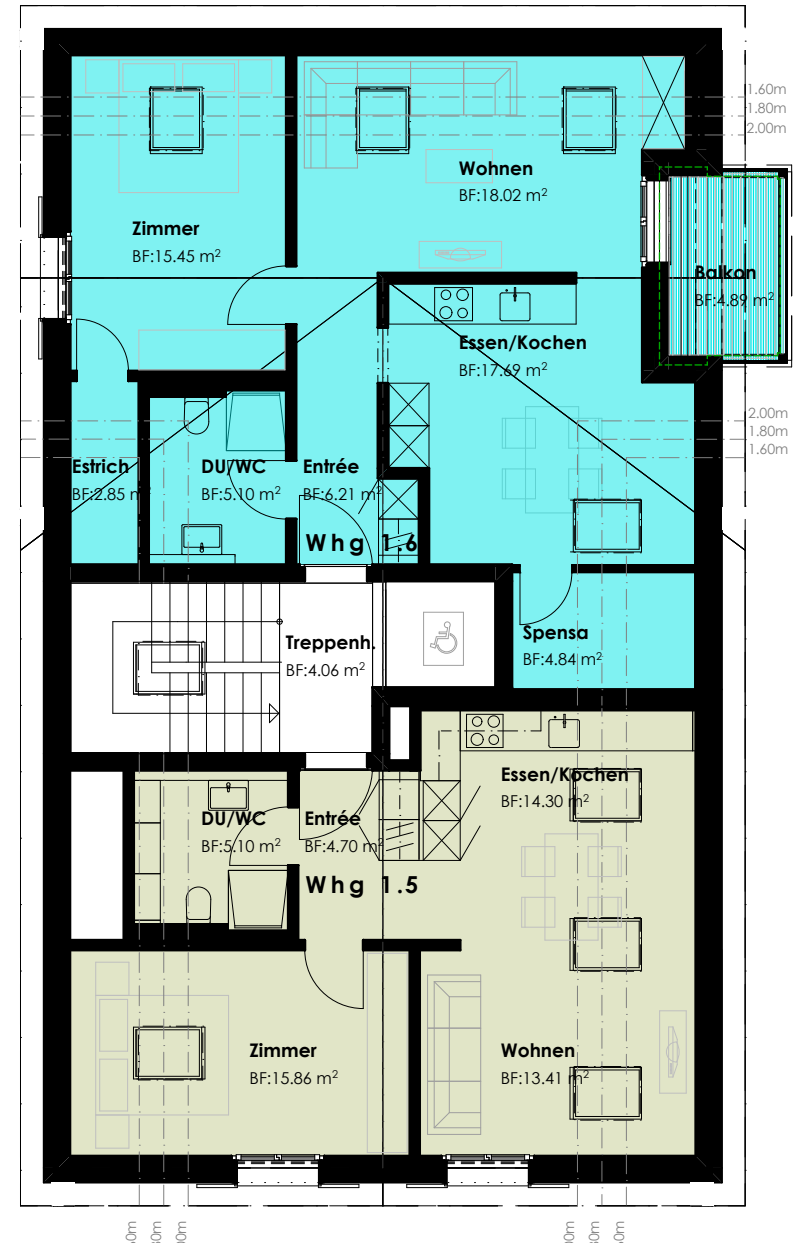 1.60m
1.80m
2.00m
Wohnen
BF:18.02 m²
Zimmer
BF:15.45 m²
Balkon
BF:4.89 m²
Essen/Kochen
BF:17.69 m²
2.00m
1.80m
1.60m
Estrich
BF:2.85 m²
DU/WC
BF:5.10 m²
Entrée
BF:6.21 m²
Whg 1.6
Treppenh.
BF:4.06 m²
Spensa
BF:4.84 m²
Essen/Kochen
BF:14.30 m²
DU/WC
BF:5.10 m²
Entrée
BF:4.70 m²
Whg 1.5
Zimmer
BF:15.86 m²
Wohnen
BF:13.41 m²